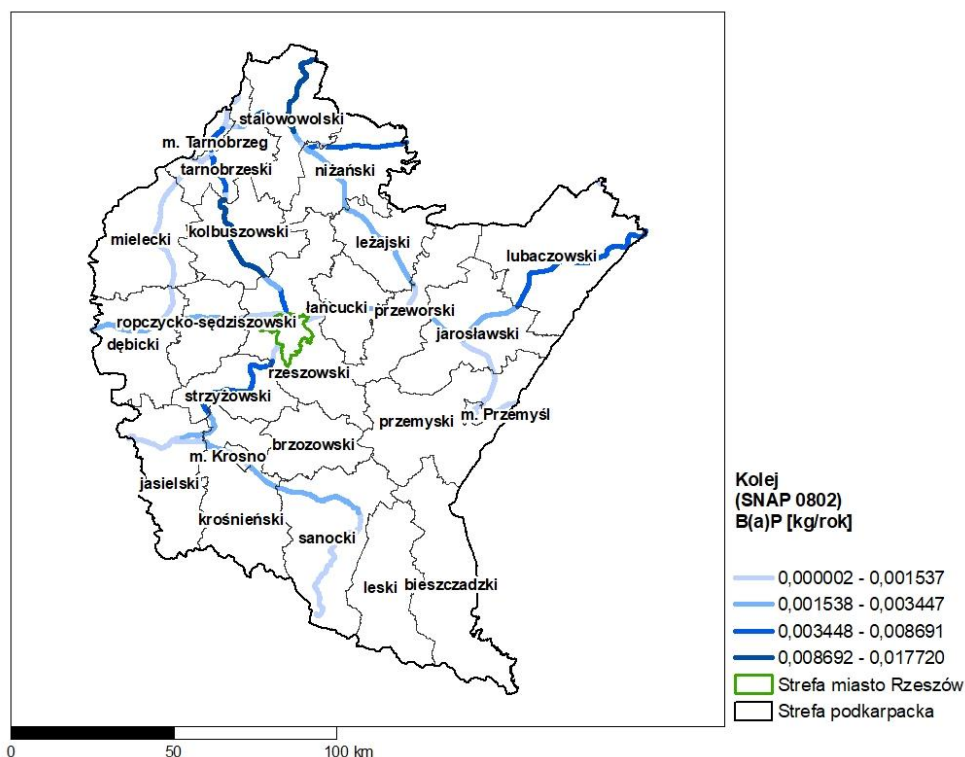 stalowowolski
m. Tarnobrzeg
tarnobrzeski
niżański
kolbuszowski
mielecki
leżajski
lubaczowski
łańcucki
przeworski
ropczycko-sędziszowski
jarosławski
dębicki
rzeszowski
strzyżowski
m. Przemyśl
przemyski
brzozowski
m. Krosno
jasielski
krośnieński
sanocki
leski
bieszczadzki
Kolej
(SNAP 0802)
B(a)P [kg/rok]
0,000002 - 0,001537
0,001538 - 0,003447
0,003448 - 0,008691
0,008692 - 0,017720
Strefa miasto Rzeszów
Strefa podkarpacka
0 50 100 km